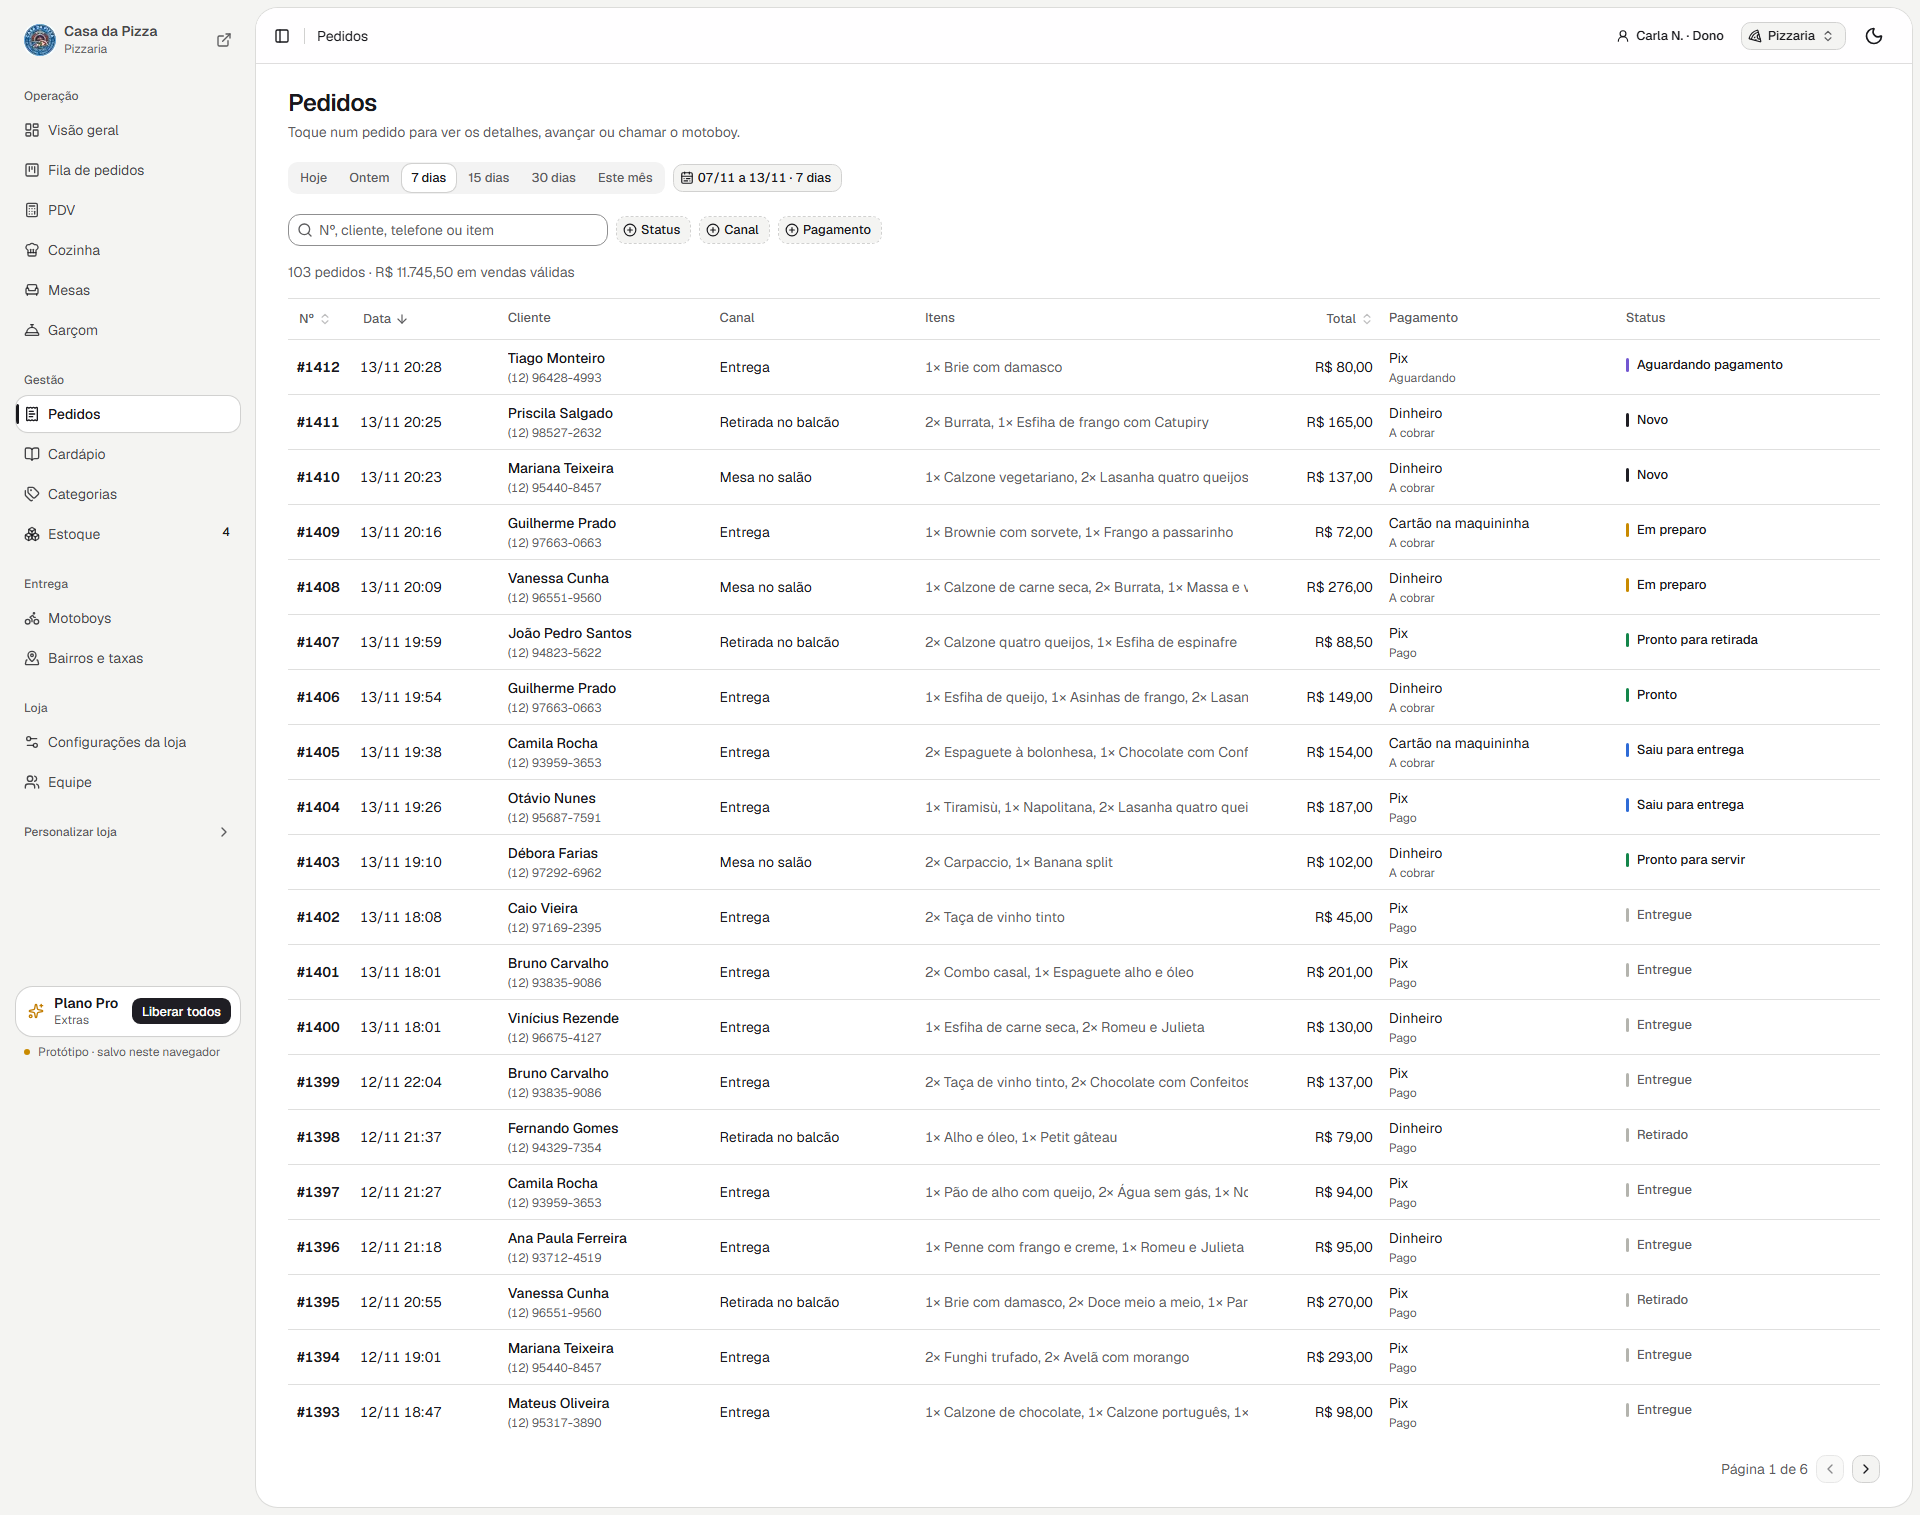 Casa da Pizza
Pizzaria
Operação
Visão geral
Fila de pedidos
PDV
Cozinha
Mesas
Garçom
Gestão
Pedidos
Cardápio
Categorias
Estoque 4
Entrega
Motoboys
Bairros e taxas
Loja
Configurações da loja
Equipe
Personalizar loja
Plano Pro
Extras
Liberar todos
Protótipo · salvo neste navegador
Pedidos
Carla N. · Dono
Pizzaria
Pedidos
Toque num pedido para ver os detalhes, avançar ou chamar o motoboy.
Hoje Ontem 7 dias 15 dias 30 dias Este mês 07/11 a 13/11 · 7 dias
Nº, cliente, telefone ou item Status Canal Pagamento
103 pedidos · R$ 11.745,50 em vendas válidas
Nº Data Cliente Canal Itens Total Pagamento Status
#1412 13/11 20:28 Tiago Monteiro (12) 96428-4993 Entrega 1× Brie com damasco R$ 80,00 Pix Aguardando Aguardando pagamento
#1411 13/11 20:25 Priscila Salgado (12) 98527-2632 Retirada no balcão 2× Burrata, 1× Esfiha de frango com Catupiry R$ 165,00 Dinheiro A cobrar Novo
#1410 13/11 20:23 Mariana Teixeira (12) 95440-8457 Mesa no salão 1× Calzone vegetariano, 2× Lasanha quatro queijos R$ 137,00 Dinheiro A cobrar Novo
#1409 13/11 20:16 Guilherme Prado (12) 97663-0663 Entrega 1× Brownie com sorvete, 1× Frango a passarinho R$ 72,00 Cartão na maquininha A cobrar Em preparo
#1408 13/11 20:09 Vanessa Cunha (12) 96551-9560 Mesa no salão 1× Calzone de carne seca, 2× Burrata, 1× Massa e R$ 276,00 Dinheiro A cobrar Em preparo
#1407 13/11 19:59 João Pedro Santos (12) 94823-5622 Retirada no balcão 2× Calzone quatro queijos, 1× Esfiha de espinafre R$ 88,50 Pix Pago Pronto para retirada
#1406 13/11 19:54 Guilherme Prado (12) 97663-0663 Entrega 1× Esfiha de queijo, 1× Asinhas de frango, 2× Lasan R$ 149,00 Dinheiro A cobrar Pronto
#1405 13/11 19:38 Camila Rocha (12) 93959-3653 Entrega 2× Espaguete à bolonhesa, 1× Chocolate com Conf R$ 154,00 Cartão na maquininha A cobrar Saiu para entrega
#1404 13/11 19:26 Otávio Nunes (12) 95687-7591 Entrega 1× Tiramisù, 1× Napolitana, 2× Lasanha quatro quei R$ 187,00 Pix Pago Saiu para entrega
#1403 13/11 19:10 Débora Farias (12) 97292-6962 Mesa no salão 2× Carpaccio, 1× Banana split R$ 102,00 Dinheiro A cobrar Pronto para servir
#1402 13/11 18:08 Caio Vieira (12) 97169-2395 Entrega 2× Taça de vinho tinto R$ 45,00 Pix Pago Entregue
#1401 13/11 18:01 Bruno Carvalho (12) 93835-9086 Entrega 2× Combo casal, 1× Espaguete alho e óleo R$ 201,00 Pix Pago Entregue
#1400 13/11 18:01 Vinícius Rezende (12) 96675-4127 Entrega 1× Esfiha de carne seca, 2× Romeu e Julieta R$ 130,00 Dinheiro Pago Entregue
#1399 12/11 22:04 Bruno Carvalho (12) 93835-9086 Entrega 2× Taça de vinho tinto, 2× Chocolate com Confeitos R$ 137,00 Pix Pago Entregue
#1398 12/11 21:37 Fernando Gomes (12) 94329-7354 Retirada no balcão 1× Alho e óleo, 1× Petit gâteau R$ 79,00 Dinheiro Pago Retirado
#1397 12/11 21:27 Camila Rocha (12) 93959-3653 Entrega 1× Pão de alho com queijo, 2× Água sem gás, 1× R$ 94,00 Pix Pago Entregue
#1396 12/11 21:18 Ana Paula Ferreira (12) 93712-4519 Entrega 1× Penne com frango e creme, 1× Romeu e Julieta R$ 95,00 Dinheiro Pago Entregue
#1395 12/11 20:55 Vanessa Cunha (12) 96551-9560 Retirada no balcão 1× Brie com damasco, 2× Doce meio a meio, 1× Par R$ 270,00 Pix Pago Retirado
#1394 12/11 19:01 Mariana Teixeira (12) 95440-8457 Entrega 2× Funghi trufado, 2× Avelã com morango R$ 293,00 Pix Pago Entregue
#1393 12/11 18:47 Mateus Oliveira (12) 95317-3890 Entrega 1× Calzone de chocolate, 1× Calzone português, 1× R$ 98,00 Pix Pago Entregue
Página 1 de 6